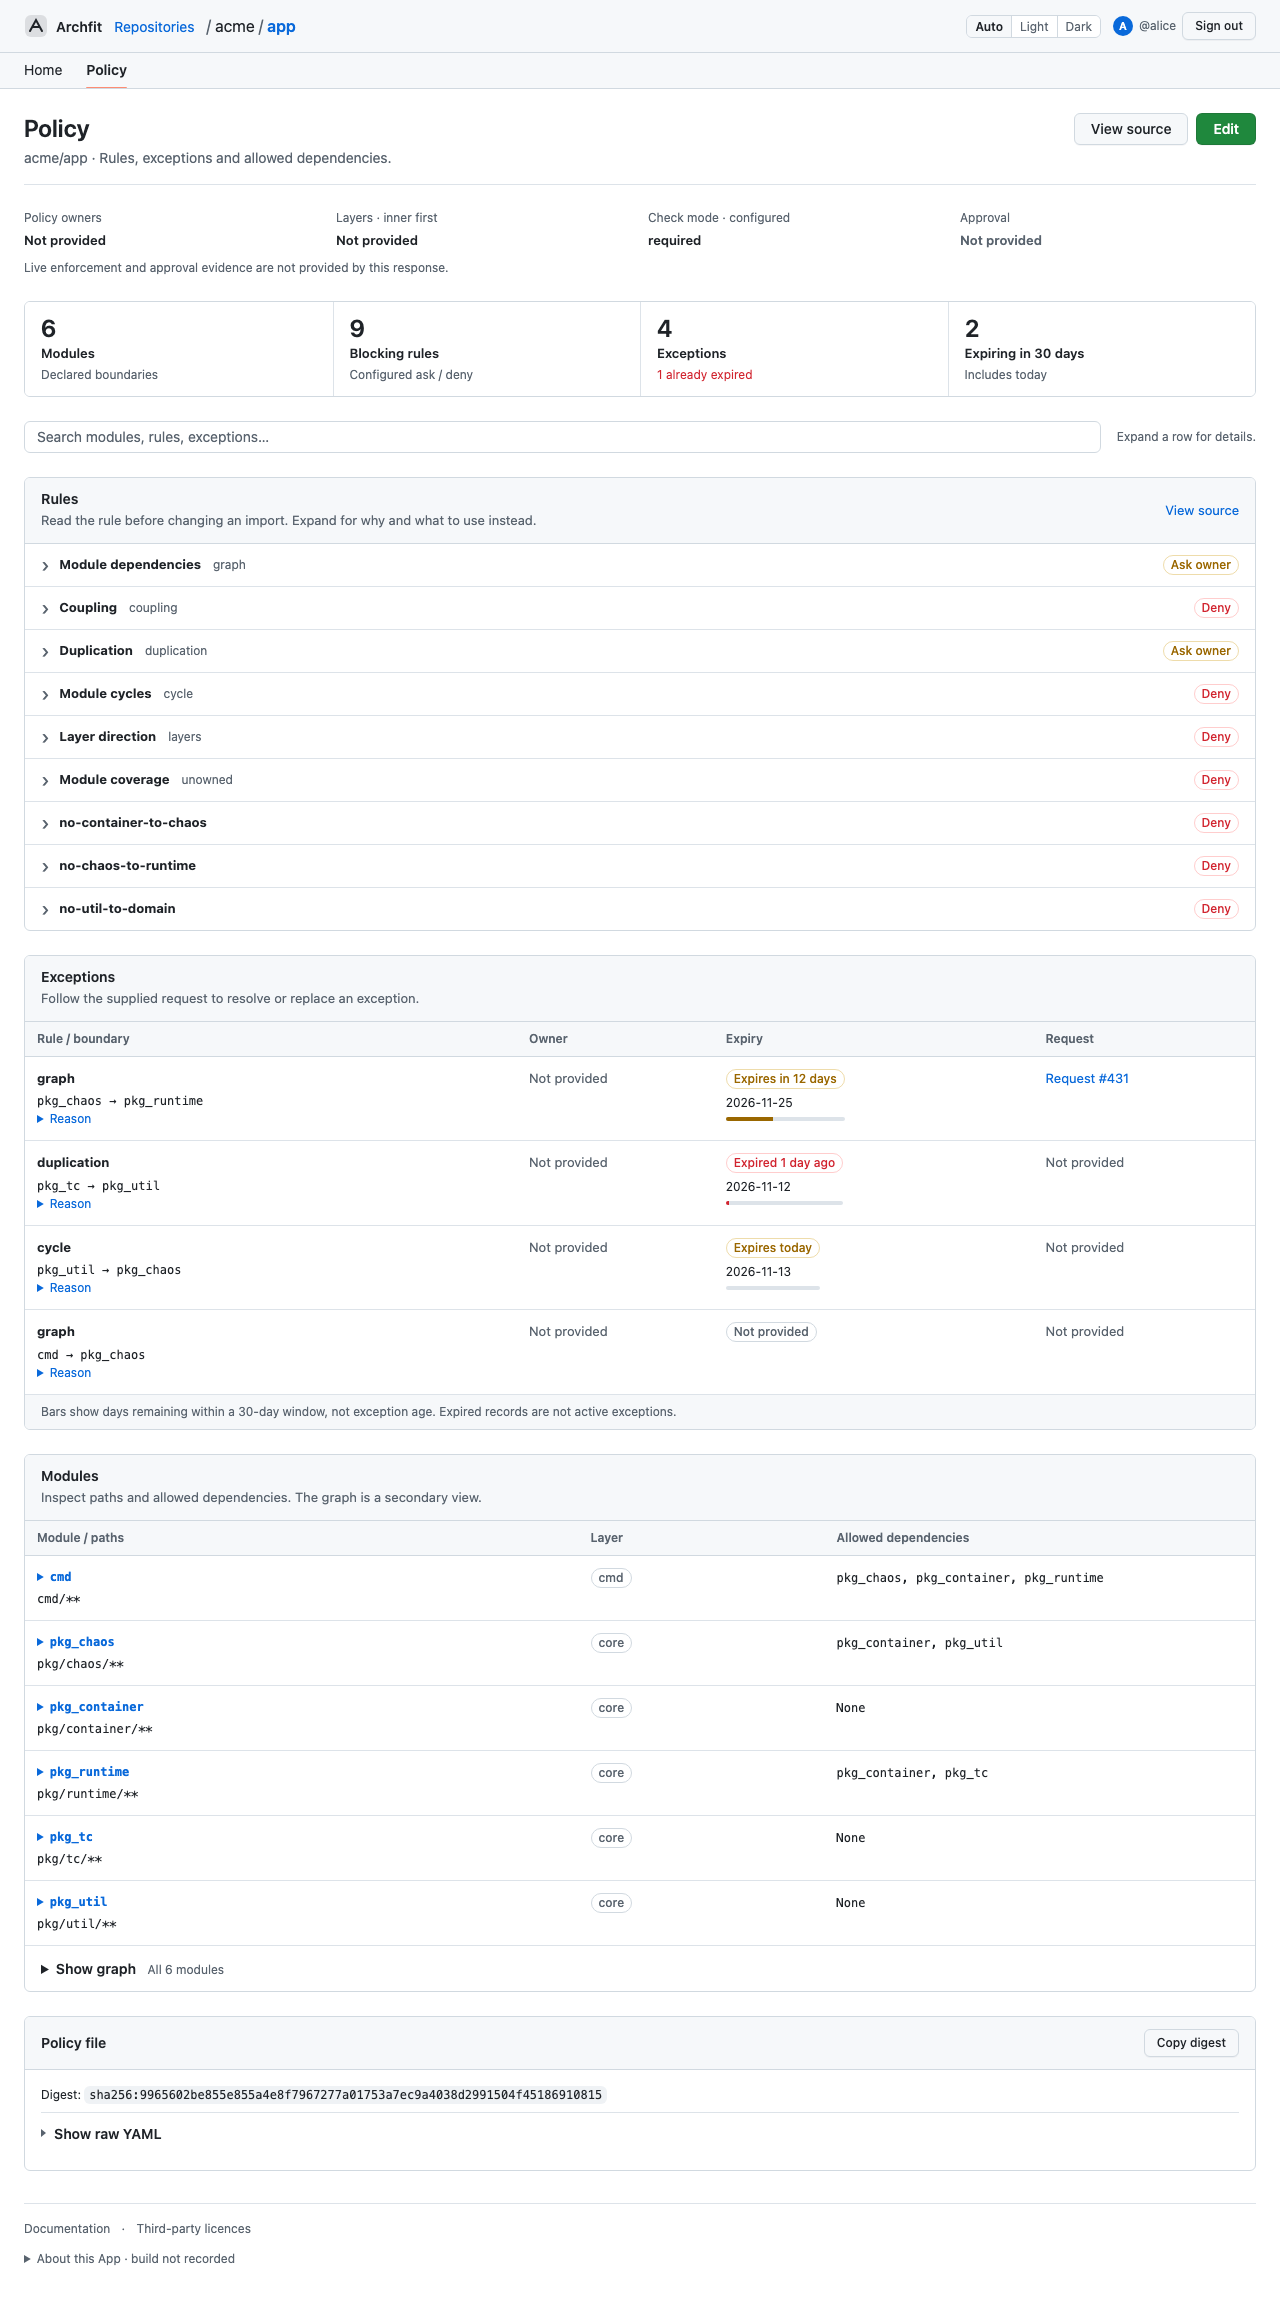 Archfit Repositories / acme / app Auto Light Dark A @alice Sign out
Home Policy
Policy View source Edit
acme/app · Rules, exceptions and allowed dependencies.
Policy owners Layers · inner first Check mode · configured Approval
Not provided Not provided required Not provided
Live enforcement and approval evidence are not provided by this response.
6 9 4 2
Modules Blocking rules Exceptions Expiring in 30 days
Declared boundaries Configured ask / deny 1 already expired Includes today
Search modules, rules, exceptions... Expand a row for details.
Rules
Read the rule before changing an import. Expand for why and what to use instead. View source
Module dependencies graph Ask owner
Coupling coupling Deny
Duplication duplication Ask owner
Module cycles cycle Deny
Layer direction layers Deny
Module coverage unowned Deny
no-container-to-chaos Deny
no-chaos-to-runtime Deny
no-util-to-domain Deny
Exceptions
Follow the supplied request to resolve or replace an exception.
Rule / boundary Owner Expiry Request
graph Not provided Expires in 12 days Request #431
pkg_chaos → pkg_runtime 2026-11-25
Reason
duplication Not provided Expired 1 day ago Not provided
pkg_tc → pkg_util 2026-11-12
Reason
cycle Not provided Expires today Not provided
pkg_util → pkg_chaos 2026-11-13
Reason
graph Not provided Not provided Not provided
cmd → pkg_chaos
Reason
Bars show days remaining within a 30-day window, not exception age. Expired records are not active exceptions.
Modules
Inspect paths and allowed dependencies. The graph is a secondary view.
Module / paths Layer Allowed dependencies
cmd cmd pkg_chaos, pkg_container, pkg_runtime
cmd/**
pkg_chaos core pkg_container, pkg_util
pkg/chaos/**
pkg_container core None
pkg/container/**
pkg_runtime core pkg_container, pkg_tc
pkg/runtime/**
pkg_tc core None
pkg/tc/**
pkg_util core None
pkg/util/**
Show graph All 6 modules
Policy file Copy digest
Digest: sha256:9965602be855e855a4e8f7967277a01753a7ec9a4038d2991504f45186910815
Show raw YAML
Documentation · Third-party licences
About this App · build not recorded